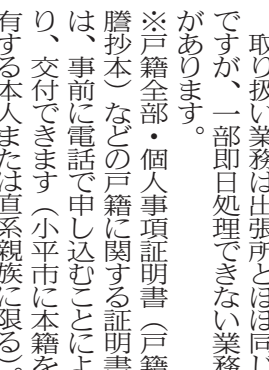 取り扱い業務は出張所とほぼ同じ
ですが、一部即日処理できない業務
があります。
※戸籍全部・個人事項証明書（戸籍
謄抄本）などの戸籍に関する証明書
は、事前に電話で申し込むことによ
り、交付できます（小平市に本籍を
有する本人または直系親族に限る）。